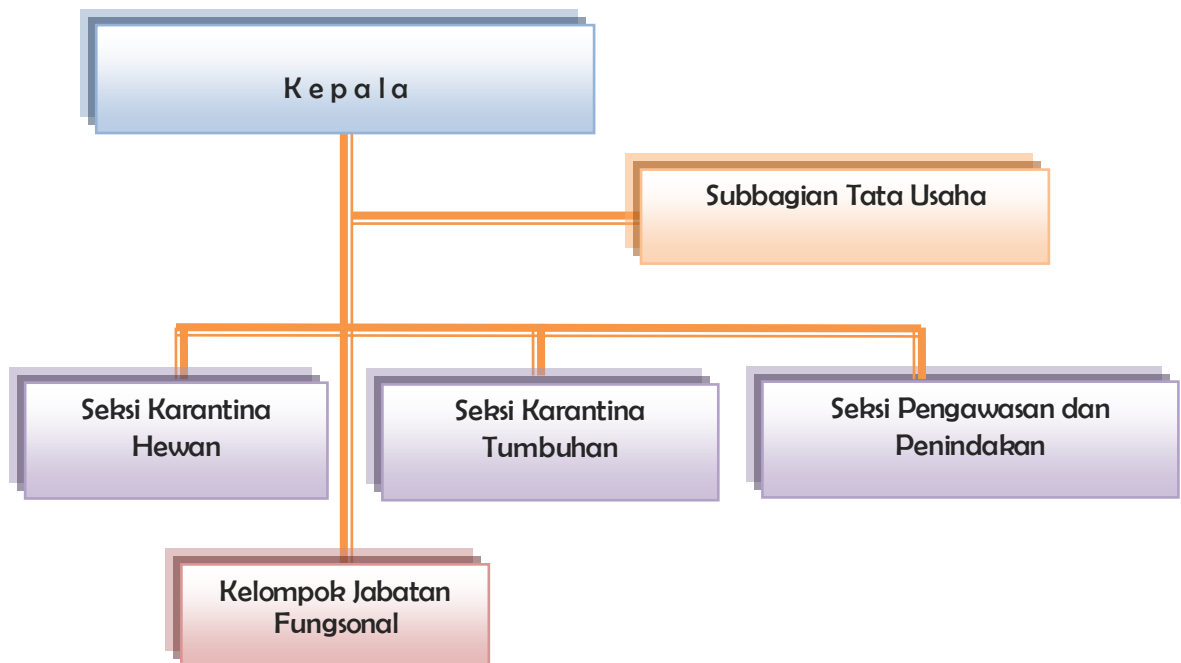 K e p a l a
Subbagian Tata Usaha
Seksi Karantina
Hewan
Seksi Karantina
Tumbuhan
Seksi Pengawasan dan
Penindakan
Kelompok Jabatan
Fungsonal